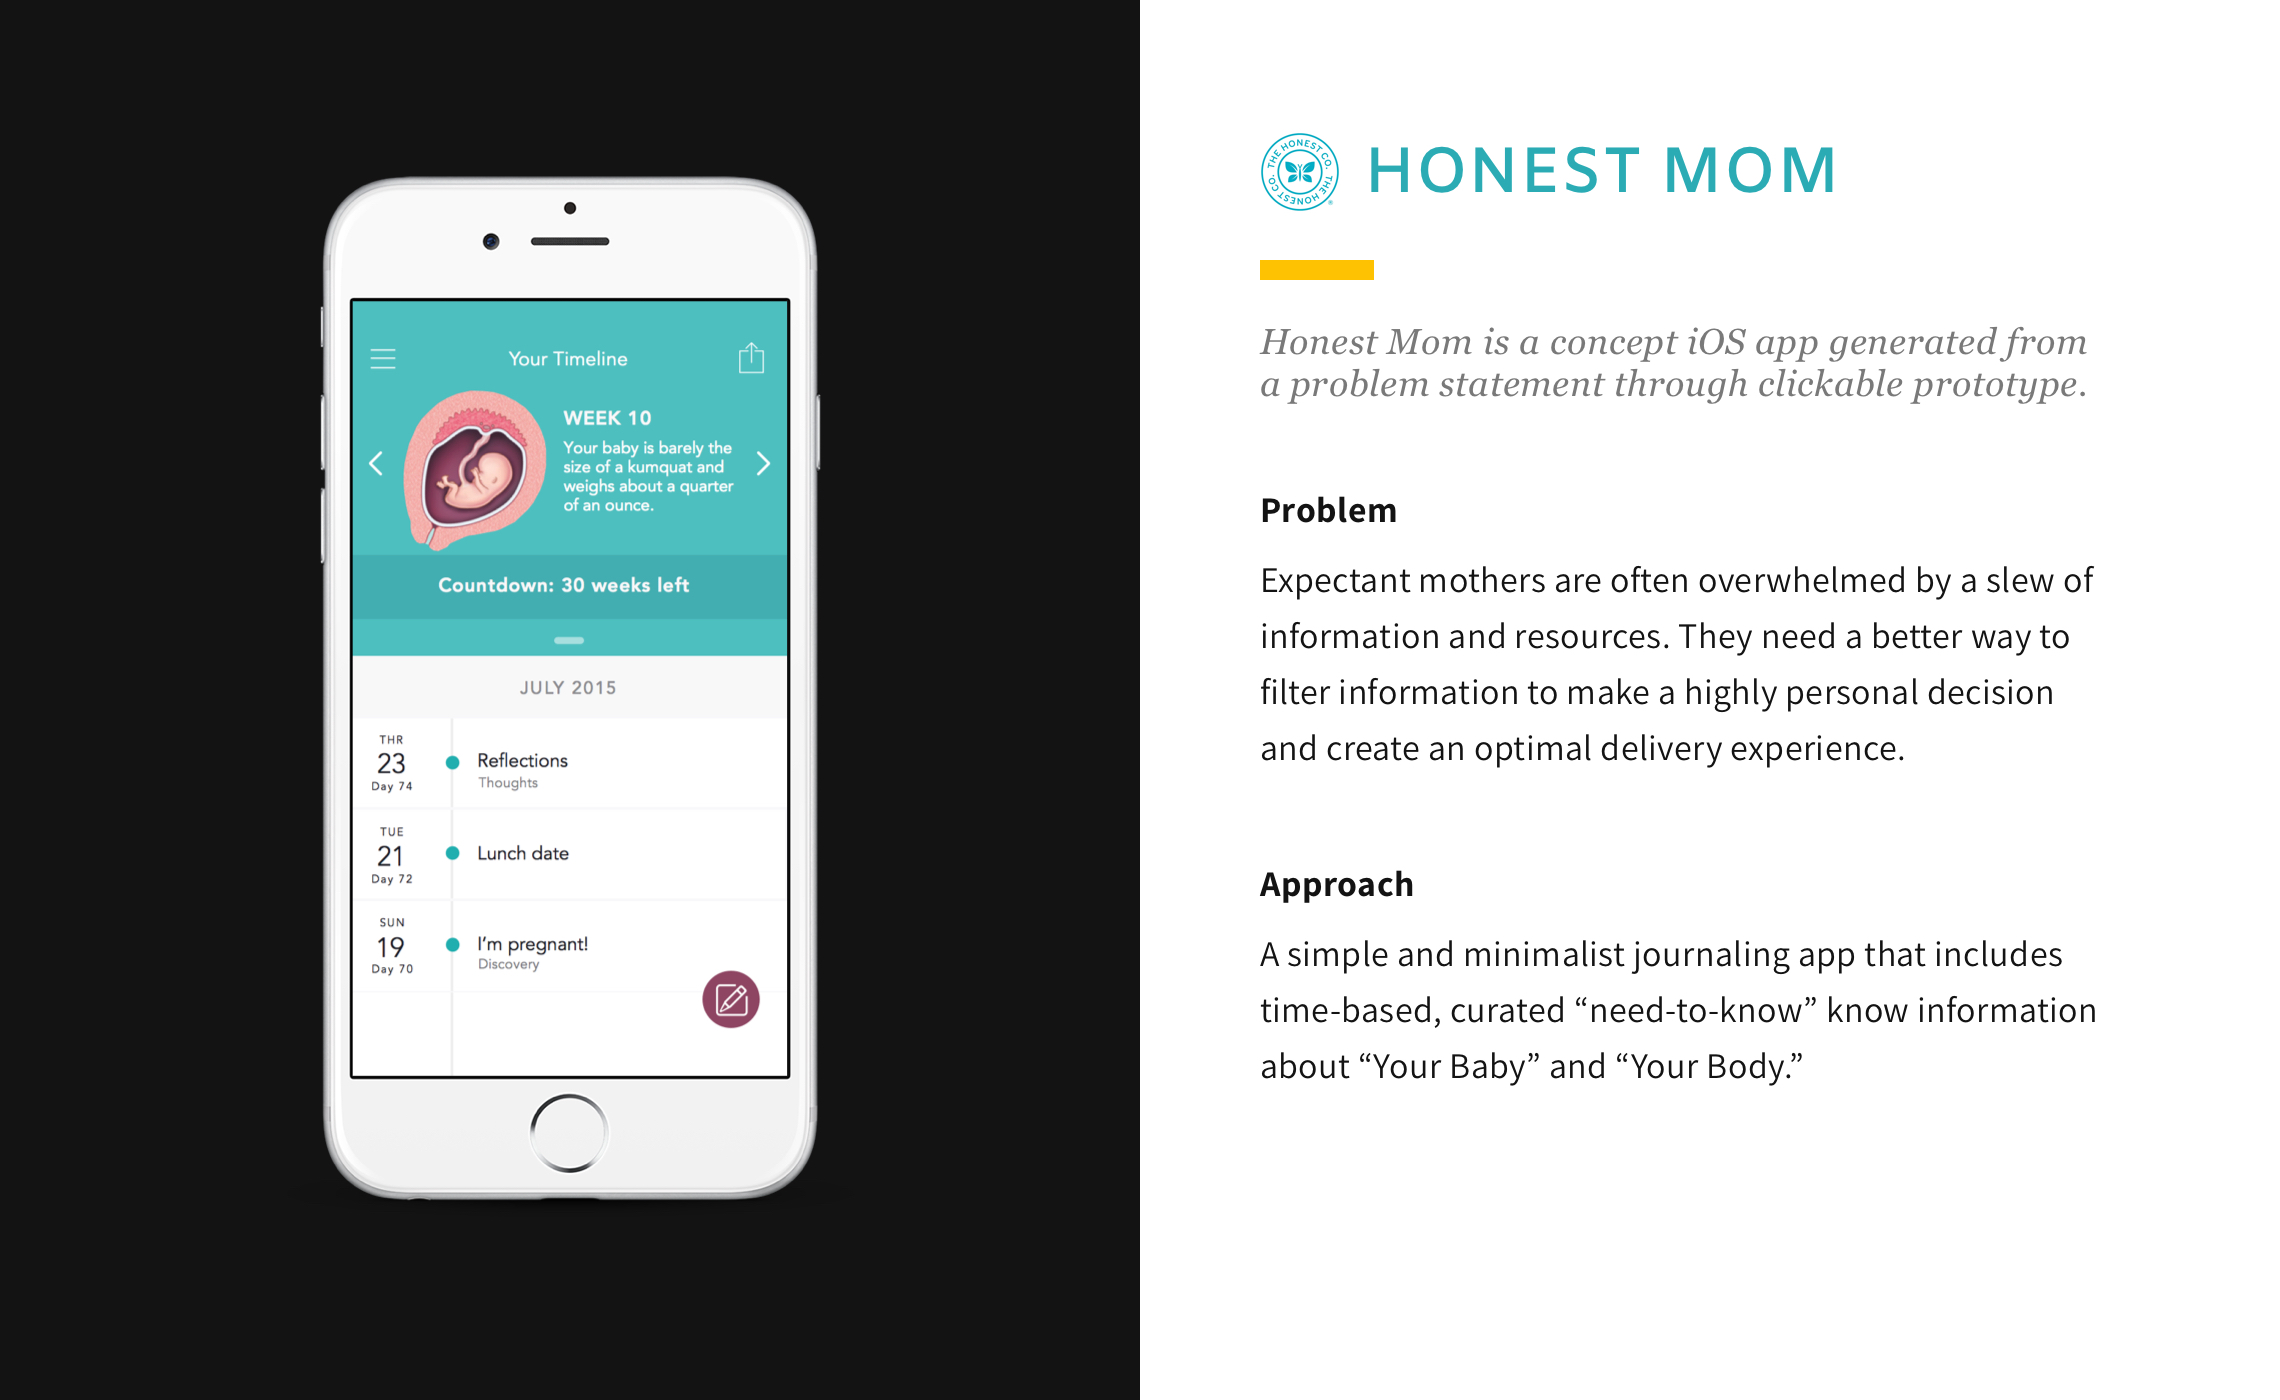 Your Timeline
WEEK 10
Your baby is barely the
size of a kumquat and
weighs about a quarter
of an ounce.
Countdown: 30 weeks left
JULY 2015
THR
23
Day 74
Reflections
Thoughts
TUE
21
Day 72
Lunch date
SUN
19
Day 70
I'm pregnant!
Discovery
THE HONEST CO. THE HONEST CO.
HONEST MOM
Honest Mom is a concept iOS app generated from
a problem statement through clickable prototype.
Problem
Expectant mothers are often overwhelmed by a slew of
information and resources. They need a better way to
filter information to make a highly personal decision
and create an optimal delivery experience.
Approach
A simple and minimalist journaling app that includes
time-based, curated “need-to-know” know information
about “Your Baby” and “Your Body.”